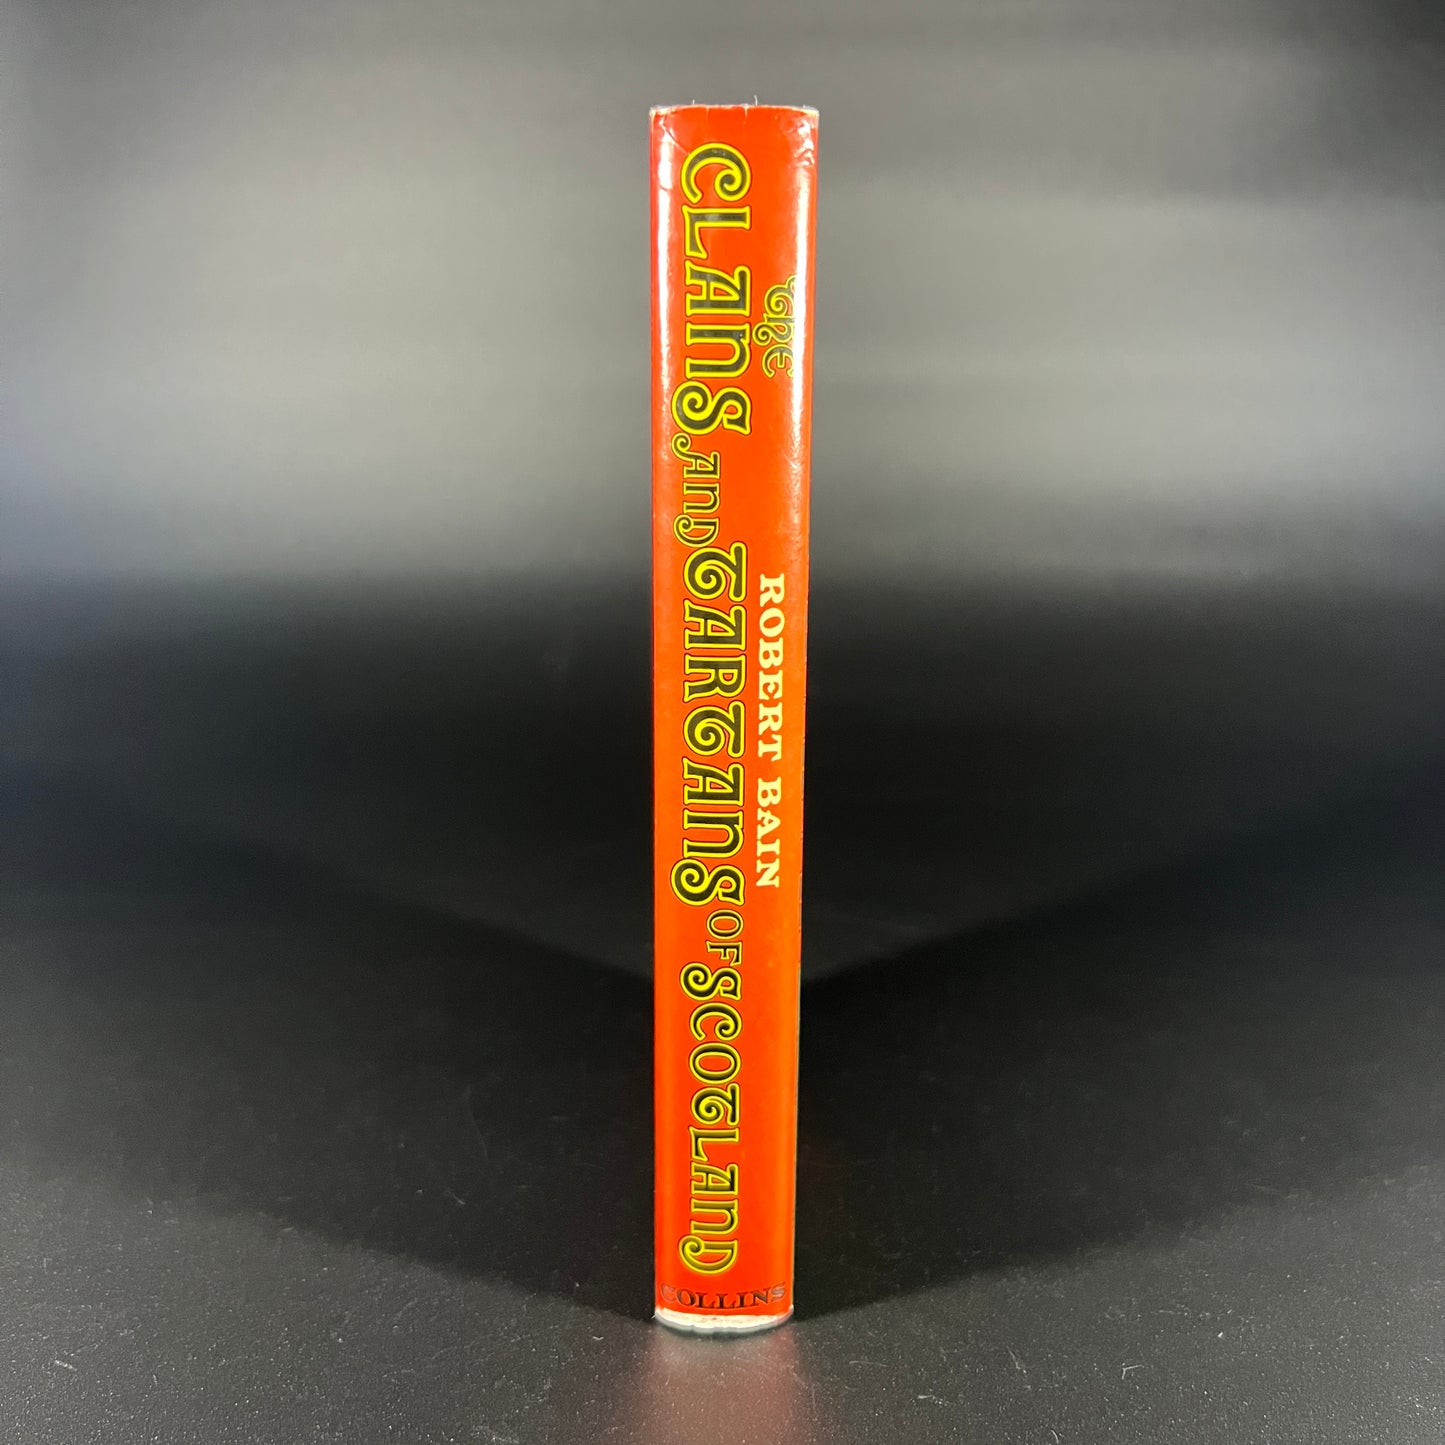 THE
CLANS AND TARTANS OF SCOTLAND
ROBERT BAIN
COLLINS